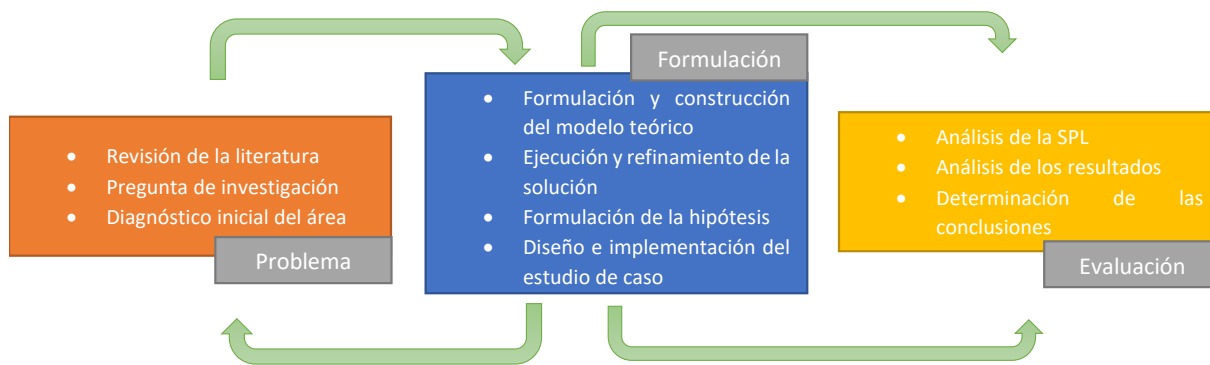 • Revisión de la literatura
• Pregunta de investigación
• Diagnóstico inicial del área
Problema
Formulación
• Formulación y construcción
del modelo teórico
• Ejecución y refinamiento de la
solución
• Formulación de la hipótesis
• Diseño e implementación del
estudio de caso
• Análisis de la SPL
• Análisis de los resultados
• Determinación de las
conclusiones
Evaluación